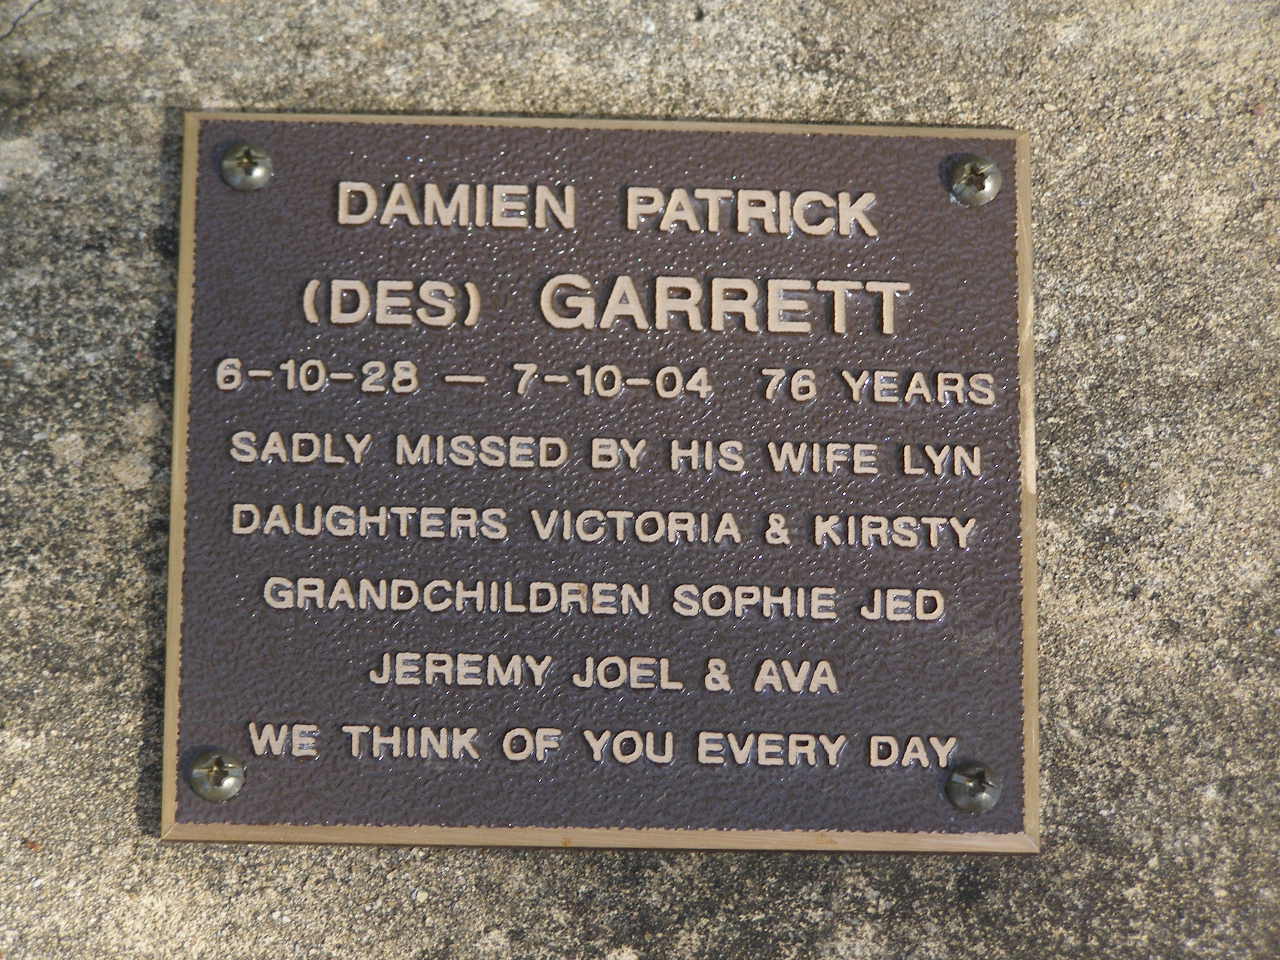 DAMIEN PATRICK
(DES) GARRETT
6-10-28 — 7-10-04 76 YEARS
SADLY MISSED BY HIS WIFE LYN
DAUGHTERS VICTORIA & KIRSTY
GRANDCHILDREN SOPHIE JED
JEREMY JOEL & AVA
WE THINK OF YOU EVERY DAY